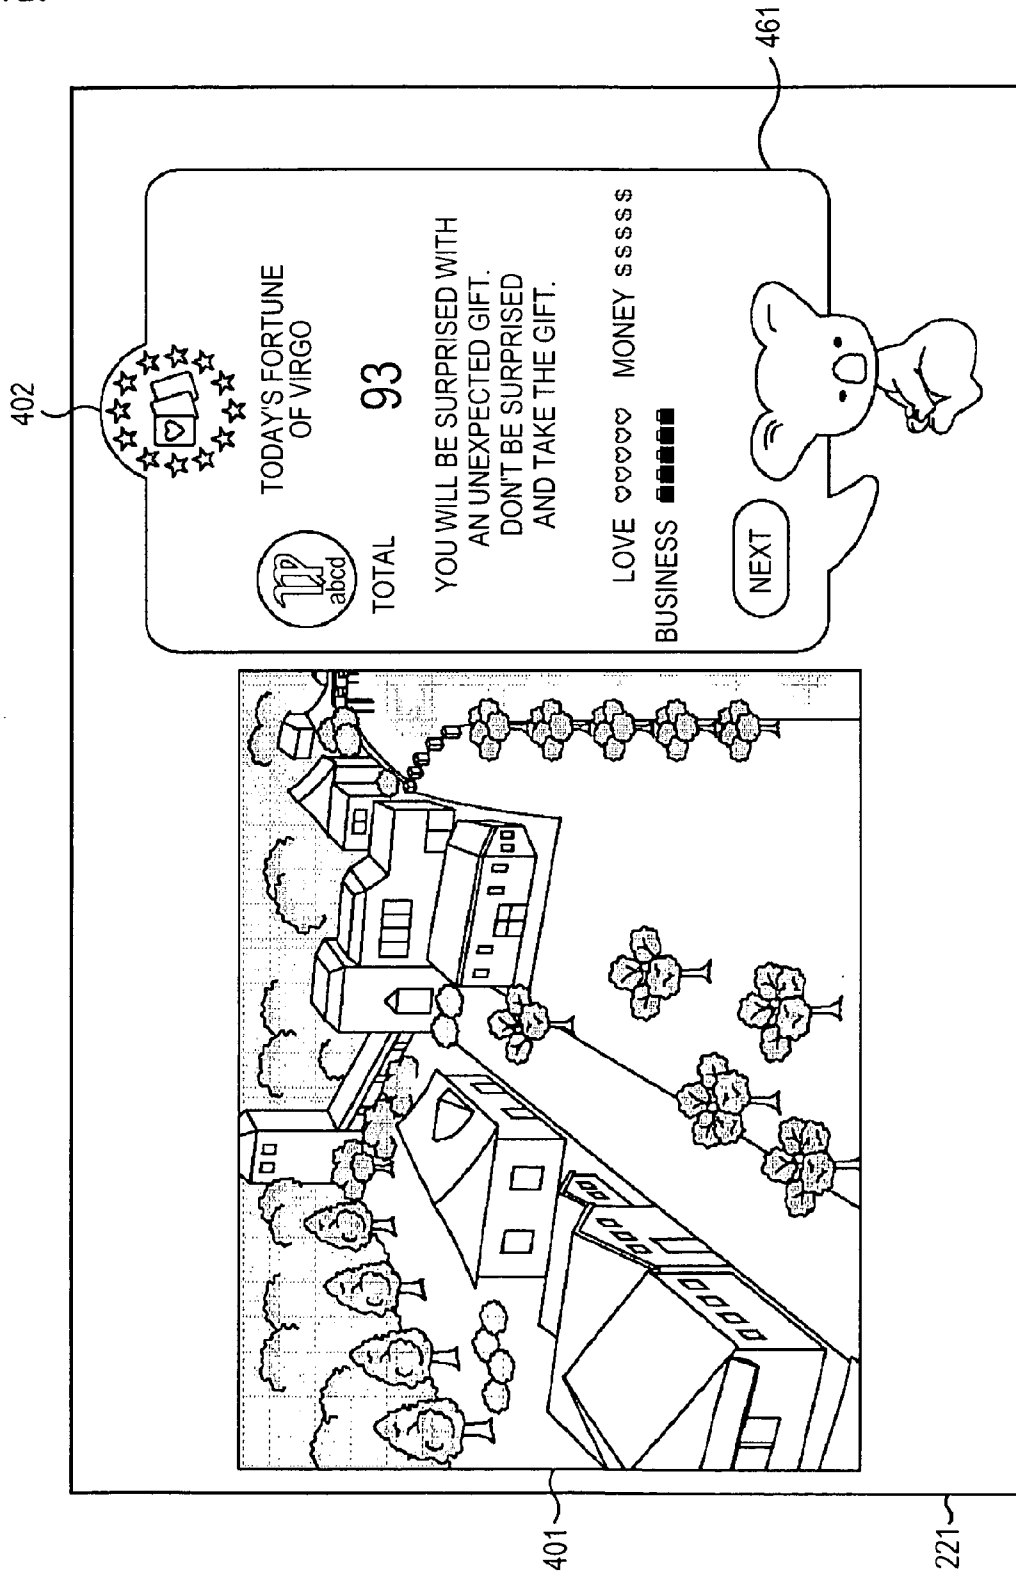 402
461
TODAY'S FORTUNE
OF VIRGO
abcd
TOTAL 93
YOU WILL BE SURPRISED WITH
AN UNEXPECTED GIFT.
DON'T BE SURPRISED
AND TAKE THE GIFT.
LOVE ♡♡♡♡♡ MONEY $$$$$
BUSINESS
NEXT
401
221